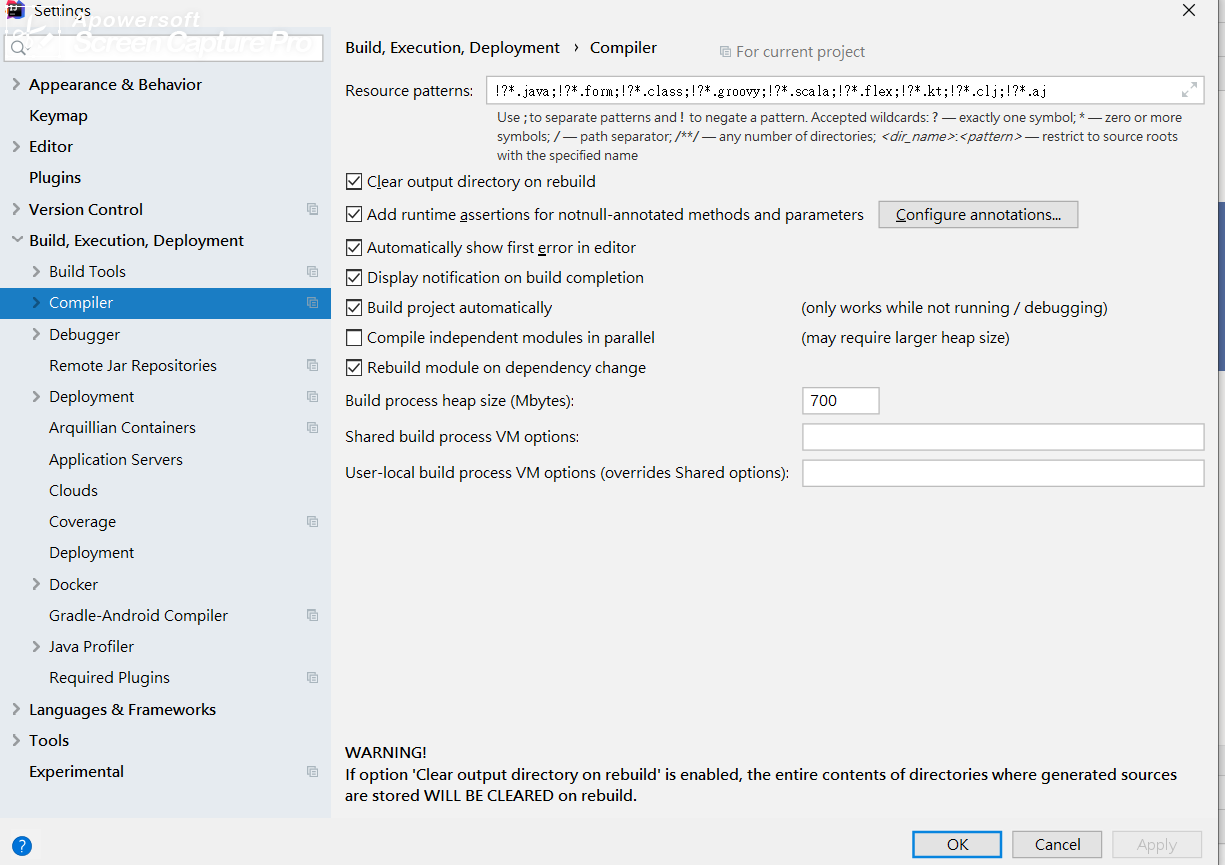 Settings
Apowersoft
Screen Capture Pro
Appearance & Behavior
Keymap
Editor
Plugins
Version Control
Build, Execution, Deployment
Build Tools
Compiler
Debugger
Remote Jar Repositories
Deployment
Arquillian Containers
Application Servers
Clouds
Coverage
Deployment
Docker
Gradle-Android Compiler
Java Profiler
Required Plugins
Languages & Frameworks
Tools
Experimental
Build, Execution, Deployment › Compiler For current project
Resource patterns: !?*.java;!?*.form;!?*.class;!?*.groovy;!?*.scala;!?*.flex;!?*.kt;!?*.clj;!?*.aj
Use ; to separate patterns and ! to negate a pattern. Accepted wildcards: ? — exactly one symbol; * — zero or more
symbols; / — path separator; /**/ — any number of directories; <dir_name>:<pattern> — restrict to source roots
with the specified name
Clear output directory on rebuild
Add runtime assertions for notnull-annotated methods and parameters Configure annotations...
Automatically show first error in editor
Display notification on build completion
Build project automatically (only works while not running / debugging)
Compile independent modules in parallel (may require larger heap size)
Rebuild module on dependency change
Build process heap size (Mbytes): 700
Shared build process VM options:
User-local build process VM options (overrides Shared options):
WARNING!
If option 'Clear output directory on rebuild' is enabled, the entire contents of directories where generated sources
are stored WILL BE CLEARED on rebuild.
? OK Cancel Apply